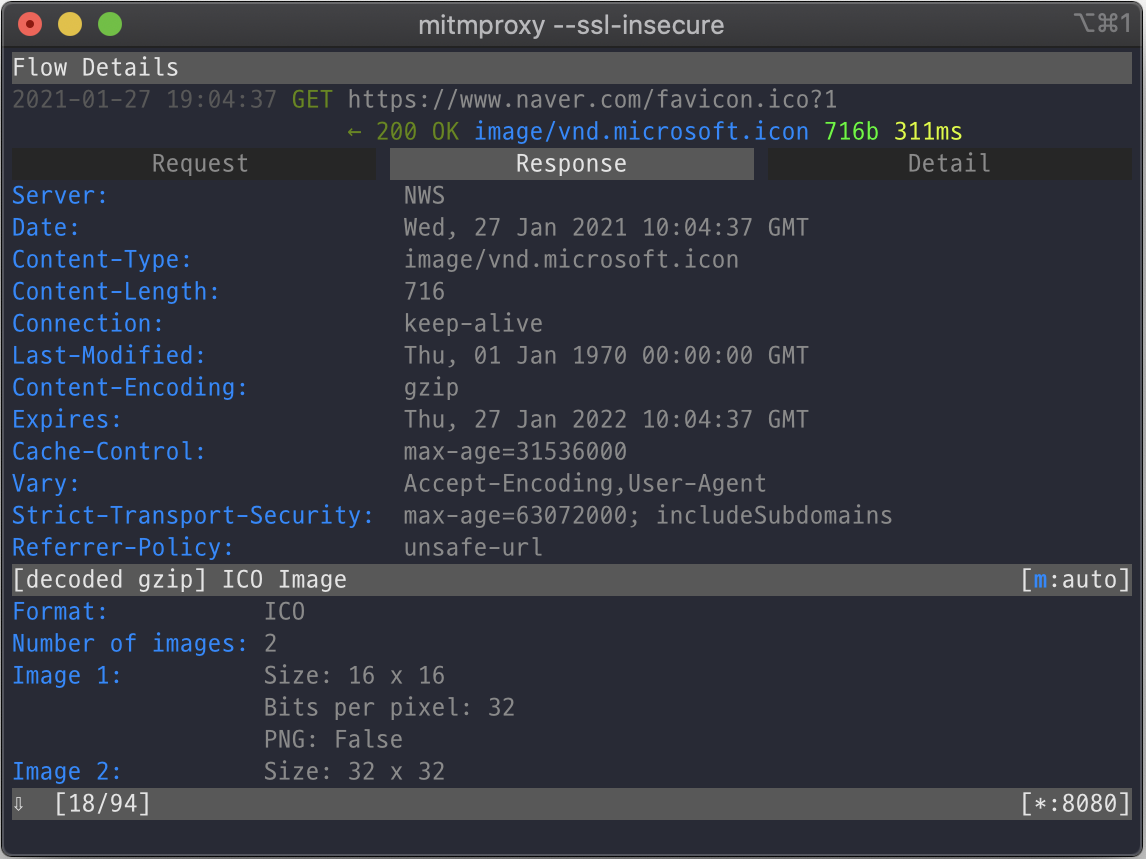 mitmproxy --ssl-insecure
⌥⌘1
Flow Details
2021-01-27 19:04:37 GET https://www.naver.com/favicon.ico?1
← 200 OK image/vnd.microsoft.icon 716b 311ms
Request Response Detail
Server: NWS
Date: Wed, 27 Jan 2021 10:04:37 GMT
Content-Type: image/vnd.microsoft.icon
Content-Length: 716
Connection: keep-alive
Last-Modified: Thu, 01 Jan 1970 00:00:00 GMT
Content-Encoding: gzip
Expires: Thu, 27 Jan 2022 10:04:37 GMT
Cache-Control: max-age=31536000
Vary: Accept-Encoding,User-Agent
Strict-Transport-Security: max-age=63072000; includeSubdomains
Referrer-Policy: unsafe-url
[decoded gzip] ICO Image [m:auto]
Format: ICO
Number of images: 2
Image 1: Size: 16 x 16
Bits per pixel: 32
PNG: False
Image 2: Size: 32 x 32
⇩ [18/94] [*:8080]